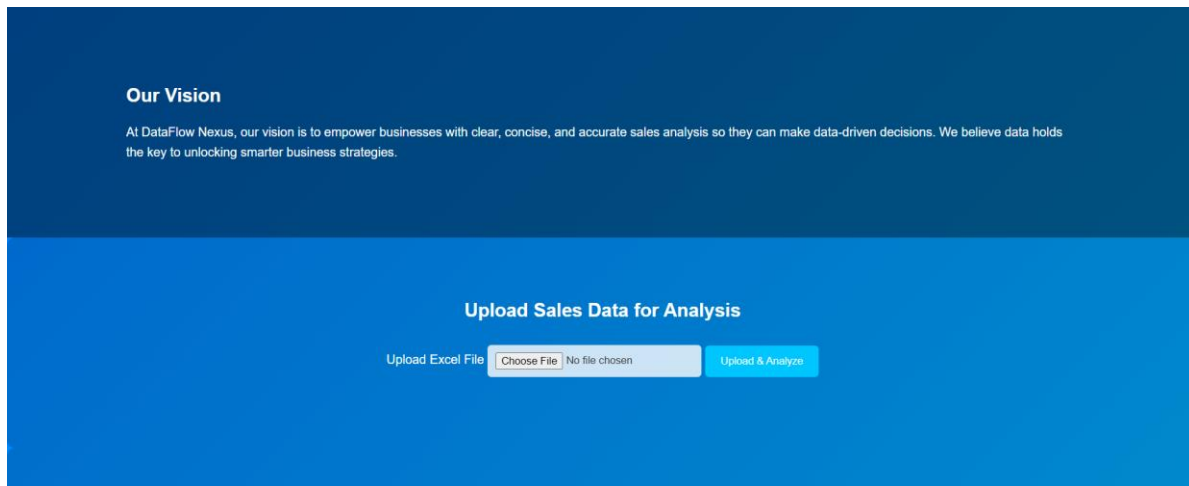 Our Vision
At DataFlow Nexus, our vision is to empower businesses with clear, concise, and accurate sales analysis so they can make data-driven decisions. We believe data holds
the key to unlocking smarter business strategies.
Upload Sales Data for Analysis
Upload Excel File Choose File No file chosen Upload & Analyze